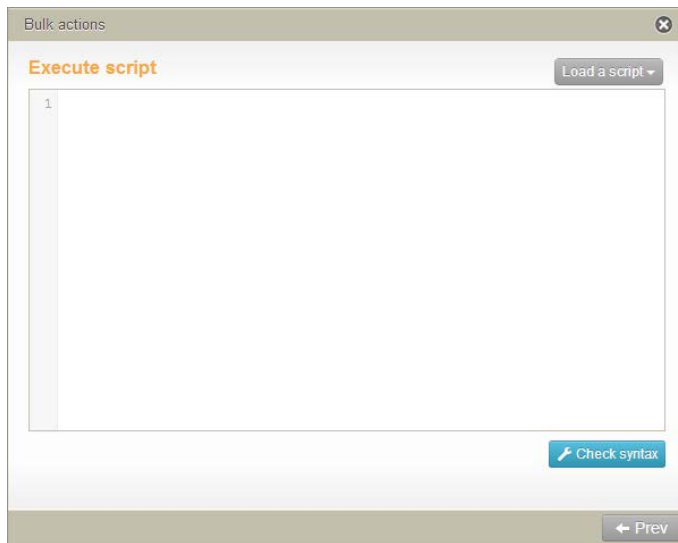 Bulk actions
Execute script
Load a script
1
Check syntax
Prev